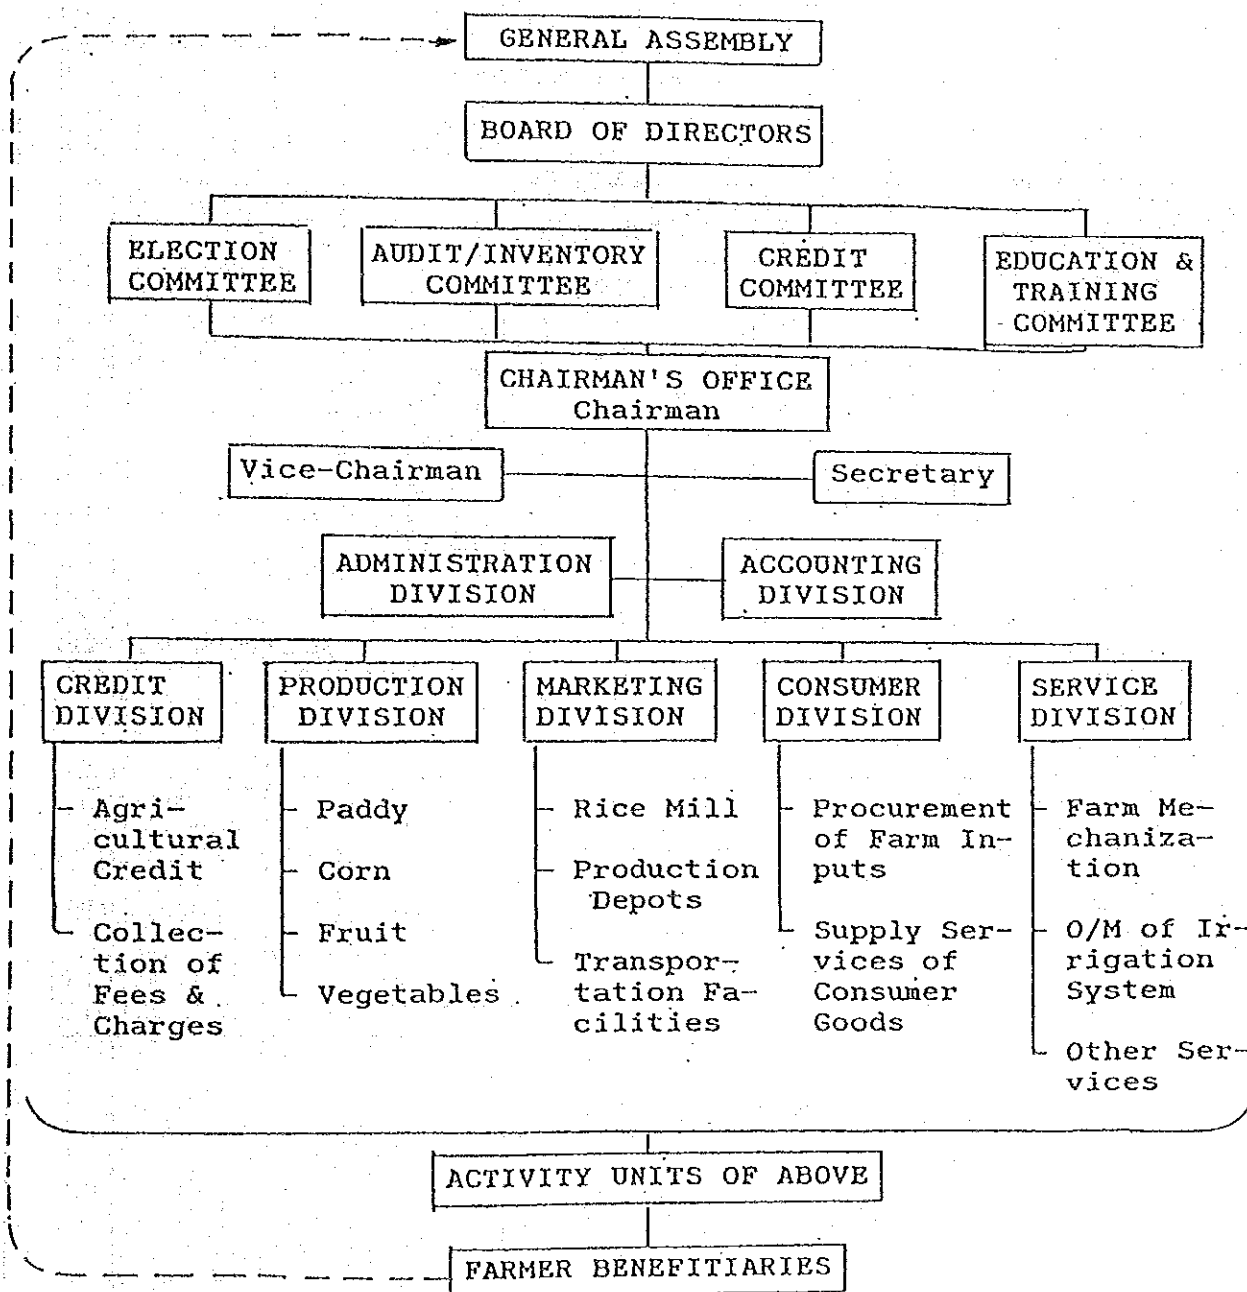 GENERAL ASSEMBLY
BOARD OF DIRECTORS
ELECTION
COMMITTEE
AUDIT/INVENTORY
COMMITTEE
CREDIT
COMMITTEE
EDUCATION &
TRAINING
COMMITTEE
CHAIRMAN'S OFFICE
Chairman
Vice-Chairman
Secretary
ADMINISTRATION
DIVISION
ACCOUNTING
DIVISION
CREDIT
DIVISION
PRODUCTION
DIVISION
MARKETING
DIVISION
CONSUMER
DIVISION
SERVICE
DIVISION
Agri-
cultural
Credit
Collec-
tion of
Fees &
Charges
Paddy
Corn
Fruit
Vegetables
Rice Mill
Production
Depots
Transpor-
tation Fa-
cilities
Procurement
of Farm In-
puts
Supply Ser-
vices of
Consumer
Goods
Farm Me-
chaniza-
tion
O/M of Ir-
rigation
System
Other Ser-
vices
ACTIVITY UNITS OF ABOVE
FARMER BENEFITIARIES